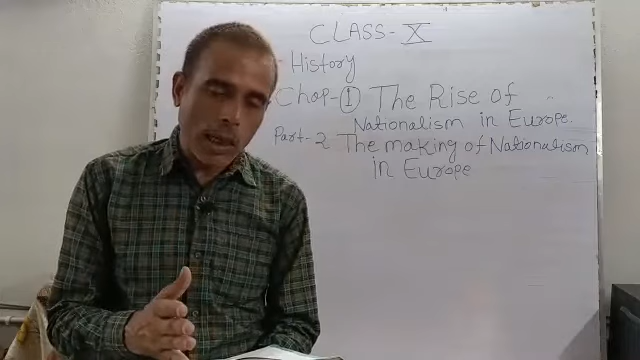 CLASS - X
History
Chap-① The Rise of
Nationalism in Europe.
Part-2 The making of Nationalism
in Europe